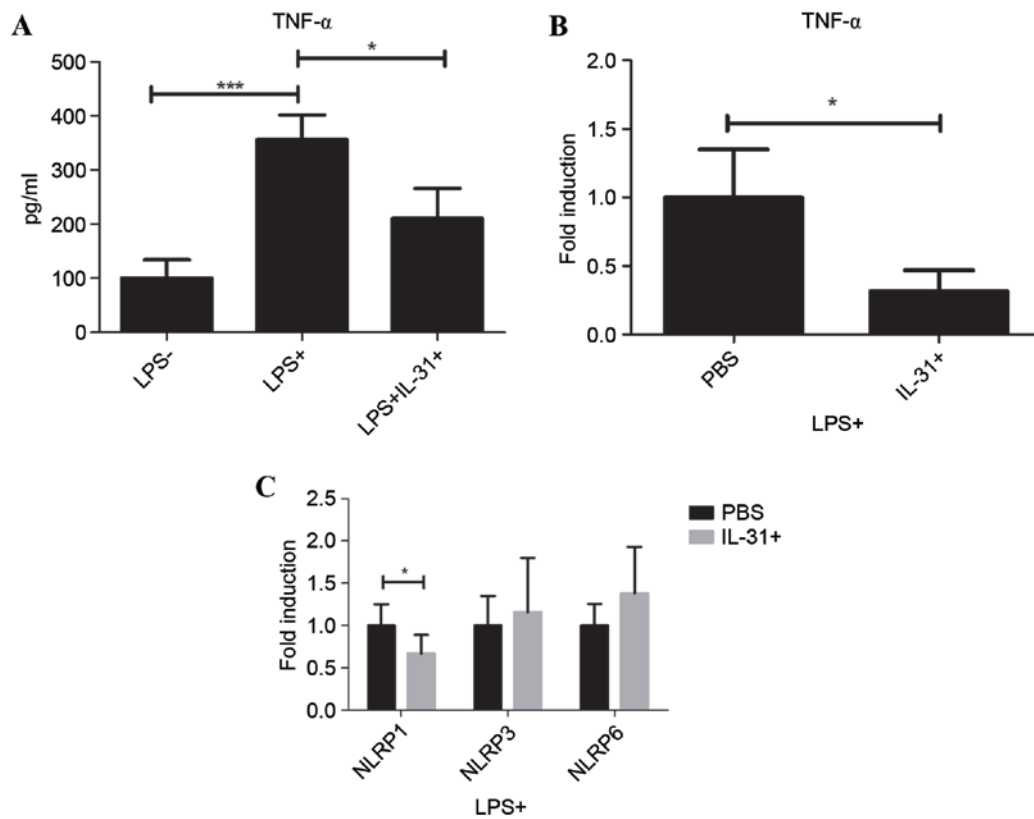 A
TNF-α
500
400
300
200
100
0
pg/ml
***
*
LPS-
LPS+
LPS+IL-31+
B
TNF-α
2.0
1.5
1.0
0.5
0.0
Fold induction
*
PBS
IL-31+
LPS+
C
2.5
2.0
1.5
1.0
0.5
0.0
Fold induction
*
PBS
IL-31+
NLRP1
NLRP3
NLRP6
LPS+